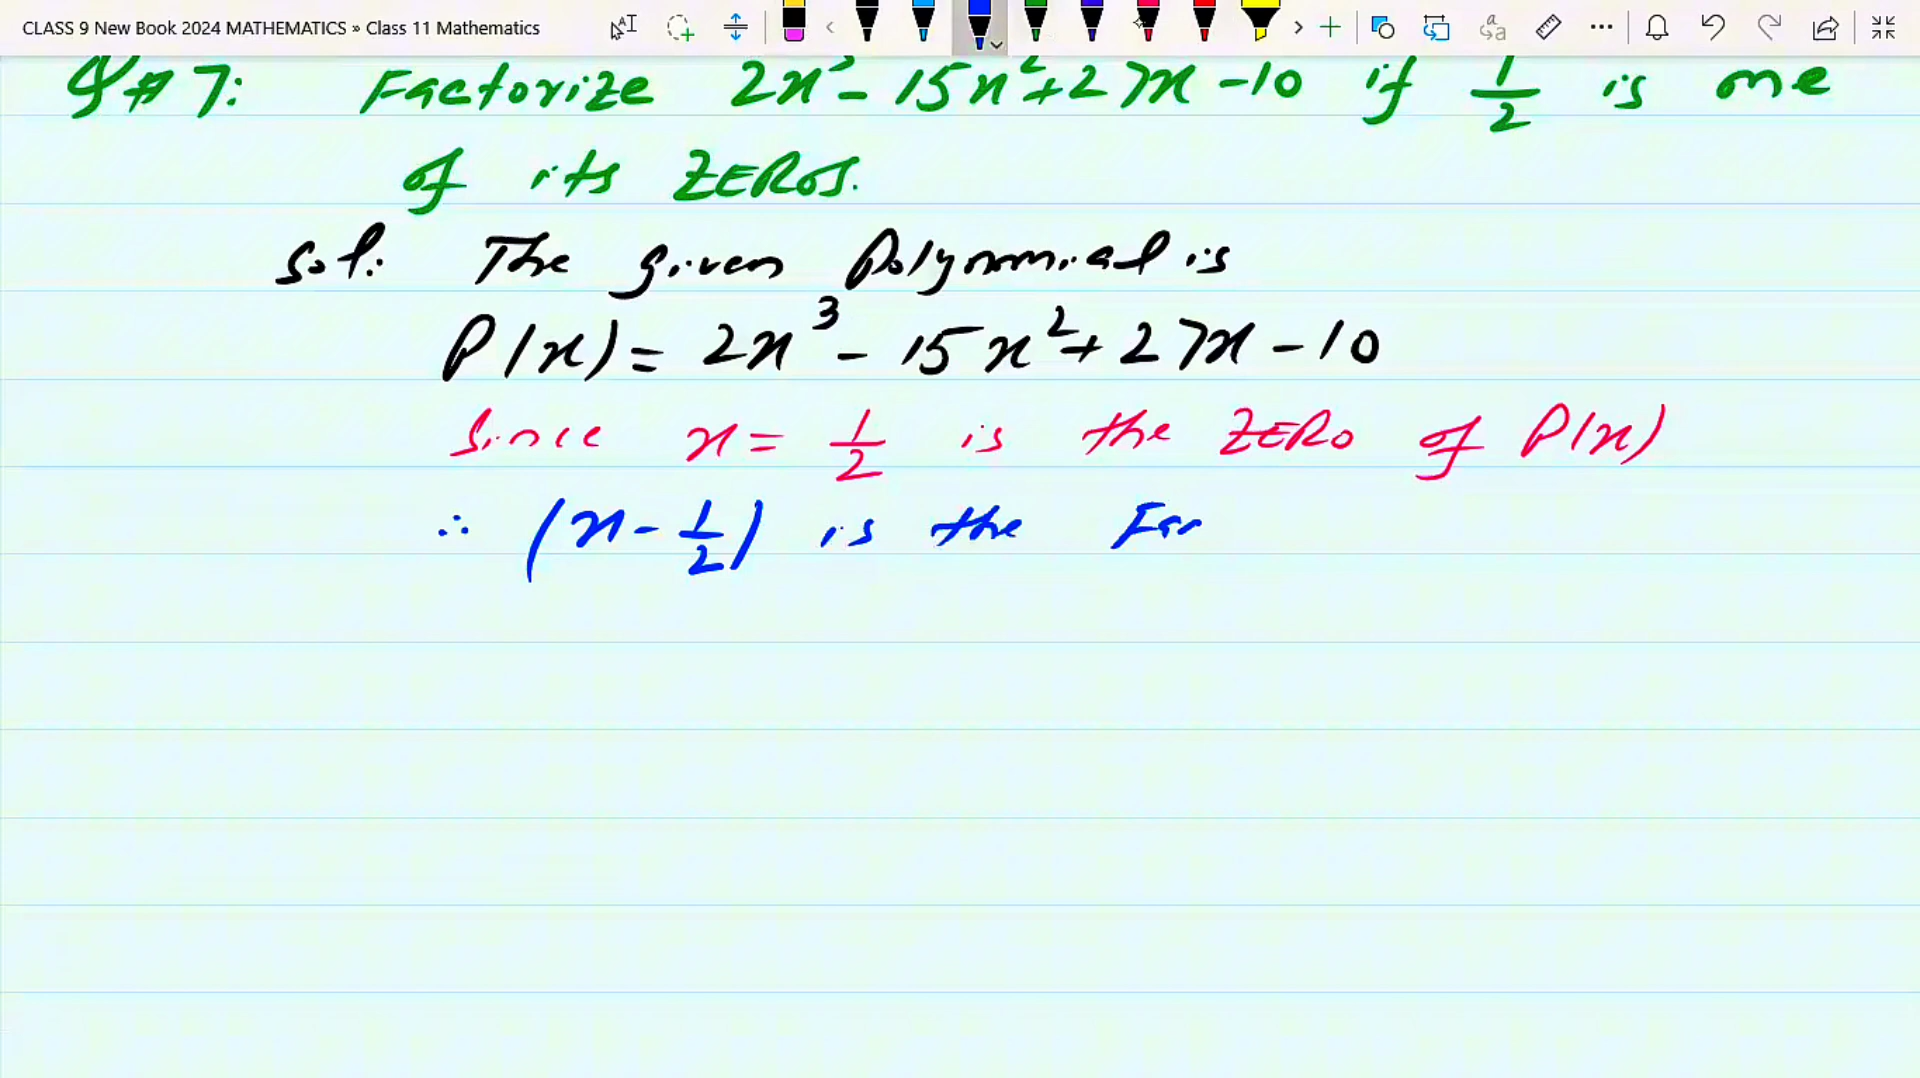 CLASS 9 New Book 2024 MATHEMATICS » Class 11 Mathematics
Q#7: Factorize 2x³ - 15x² + 27x - 10 if 1/2 is one
of its ZEROS.
Sol: The given Polynomial is
P(x) = 2x³ - 15x² + 27x - 10
Since x = 1/2 is the ZERO of P(x)
∴ (x - 1/2) is the Fac